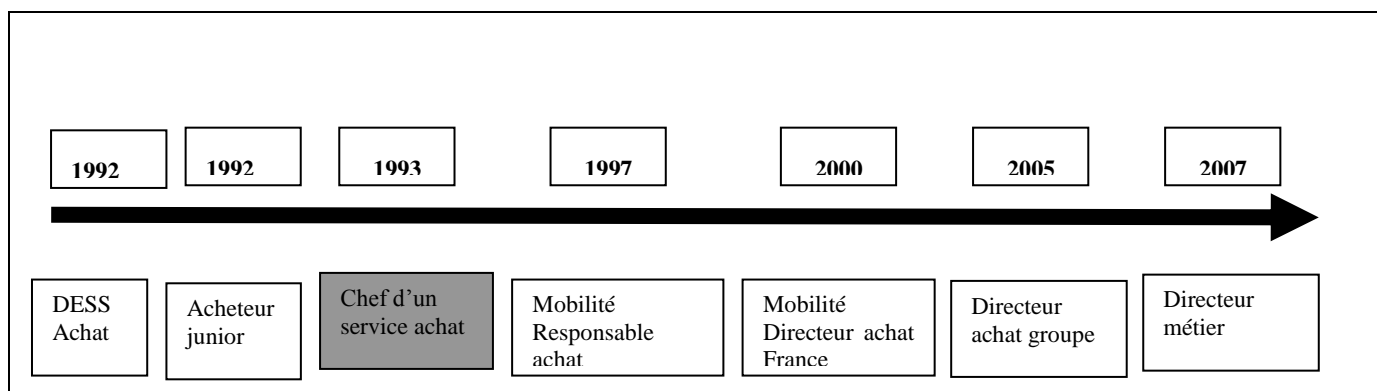 1992 1992 1993 1997 2000 2005 2007
DESS
Achat
Acheteur
junior
Chef d’un
service achat
Mobilité
Responsable
achat
Mobilité
Directeur achat
France
Directeur
achat groupe
Directeur
métier